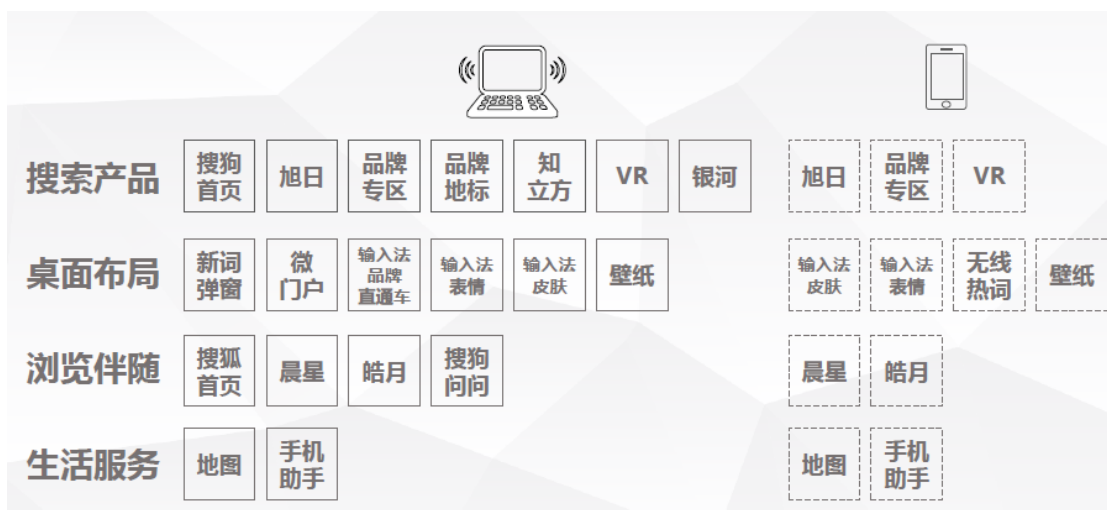 搜索产品
搜狗
首页
旭日
品牌
专区
品牌
地标
知
立方
VR
银河
旭日
品牌
专区
VR
桌面布局
新词
弹窗
微
门户
输入法
品牌
直通车
输入法
表情
输入法
皮肤
壁纸
输入法
皮肤
输入法
表情
无线
热词
壁纸
浏览伴随
搜狐
首页
晨星
皓月
搜狗
问问
晨星
皓月
生活服务
地图
手机
助手
地图
手机
助手